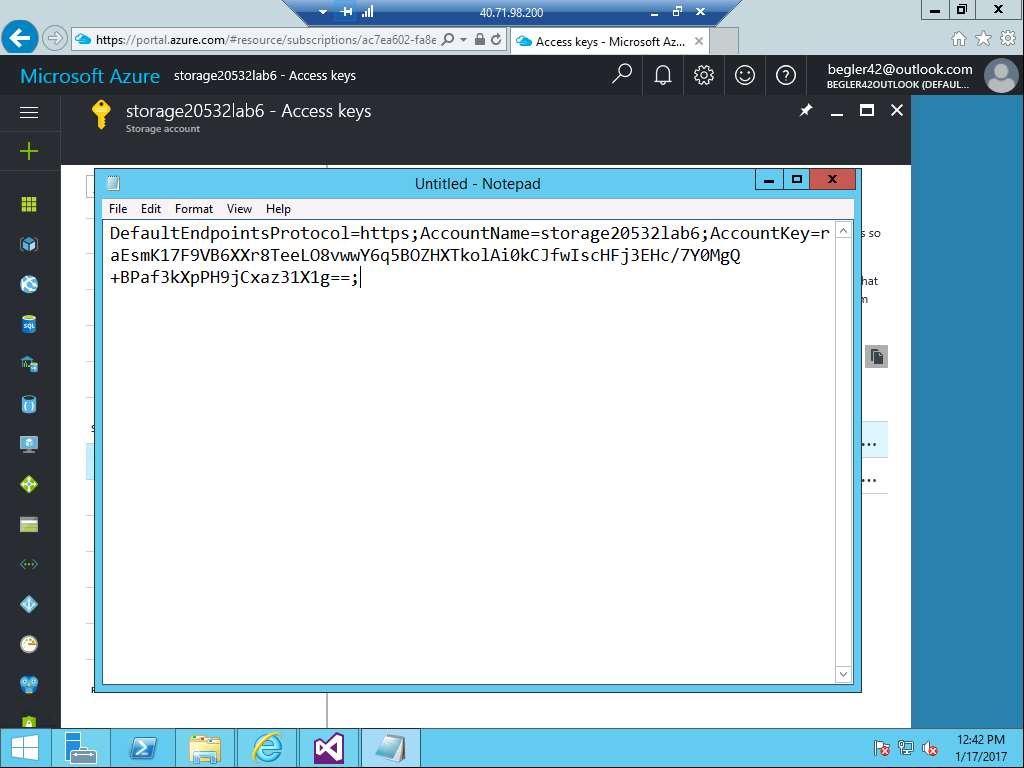 40.71.98.200
https://portal.azure.com/#resource/subscriptions/ac7ea602-fa8e
Access keys - Microsoft Az...
Microsoft Azure
storage20532lab6 - Access keys
begler42@outlook.com
BEGLER42OUTLOOK (DEFAUL...
storage20532lab6 - Access keys
Storage account
Untitled - Notepad
File Edit Format View Help
DefaultEndpointsProtocol=https;AccountName=storage20532lab6;AccountKey=r
aEsmK17F9VB6XXr8TeeLO8vwwY6q5BOZHXTkolAi0kCJfwIscHFj3EHc/7Y0MgQ
+BPaf3kXpPH9jCxaz31X1g==;
so
SQL
...
...
12:42 PM
1/17/2017